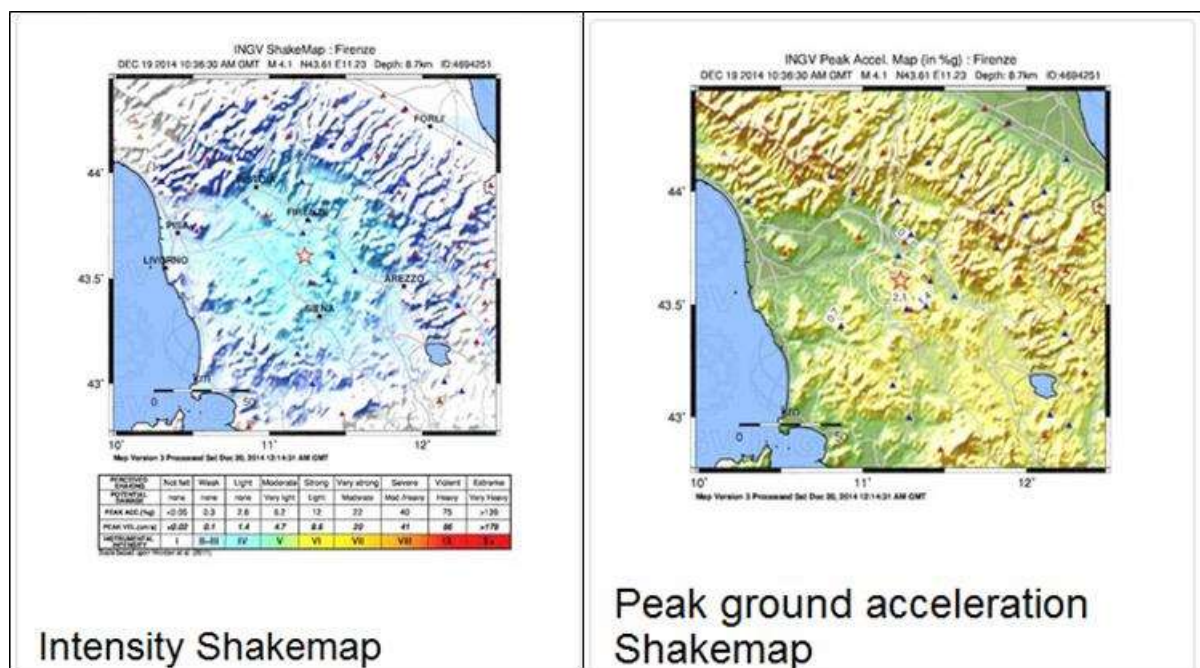 INGV ShakeMap : Firenze
DEC 19 2014 10:36:30 AM GMT M 4.1 N43.61 E11.23 Depth: 8.7km ID:4694251
FORLI'
44˚
FIRENZE
PISA
LIVORNO
43.5˚
AREZZO
SIENA
43˚
km
0 50
10˚ 11˚ 12˚
Map Version 3 Processed Sat Dec 20, 2014 12:14:31 AM GMT
PERCEIVED SHAKING Not felt Weak Light Moderate Strong Very strong Severe Violent Extreme
POTENTIAL DAMAGE none none none Very light Light Moderate Mod./Heavy Heavy Very Heavy
PEAK ACC.(%g) <0.05 0.3 2.8 6.2 12 22 40 75 >139
PEAK VEL.(cm/s) <0.02 0.1 1.4 4.7 9.6 20 41 86 >178
INSTRUMENTAL INTENSITY I II-III IV V VI VII VIII IX X+
Intensity Shakemap
INGV Peak Accel. Map (in %g) : Firenze
DEC 19 2014 10:36:30 AM GMT M 4.1 N43.61 E11.23 Depth: 8.7km ID:4694251
44˚
43.5˚
2.1
0.7
43˚
km
0 50
10˚ 11˚ 12˚
Map Version 3 Processed Sat Dec 20, 2014 12:14:31 AM GMT
Peak ground acceleration
Shakemap